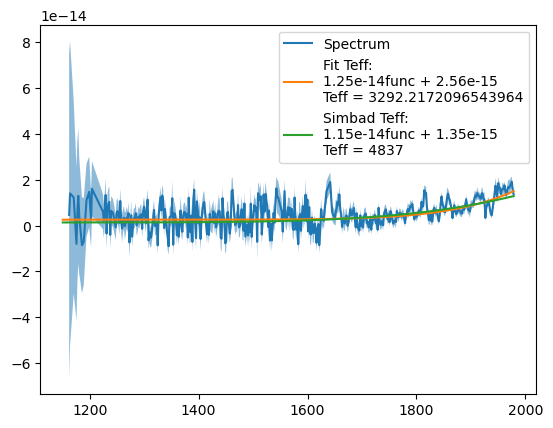 1e−14
Spectrum
Fit Teff:
1.25e-14func + 2.56e-15
Teff = 3292.2172096543964
Simbad Teff:
1.15e-14func + 1.35e-15
Teff = 4837
8
6
4
2
0
−2
−4
−6
1200 1400 1600 1800 2000